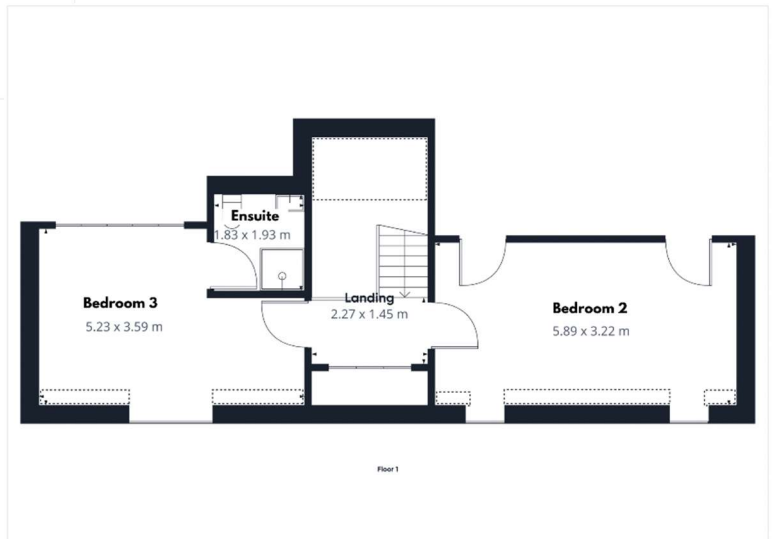 Ensuite
1.83 x 1.93 m
Bedroom 3
5.23 x 3.59 m
Landing
2.27 x 1.45 m
Bedroom 2
5.89 x 3.22 m
Floor 1